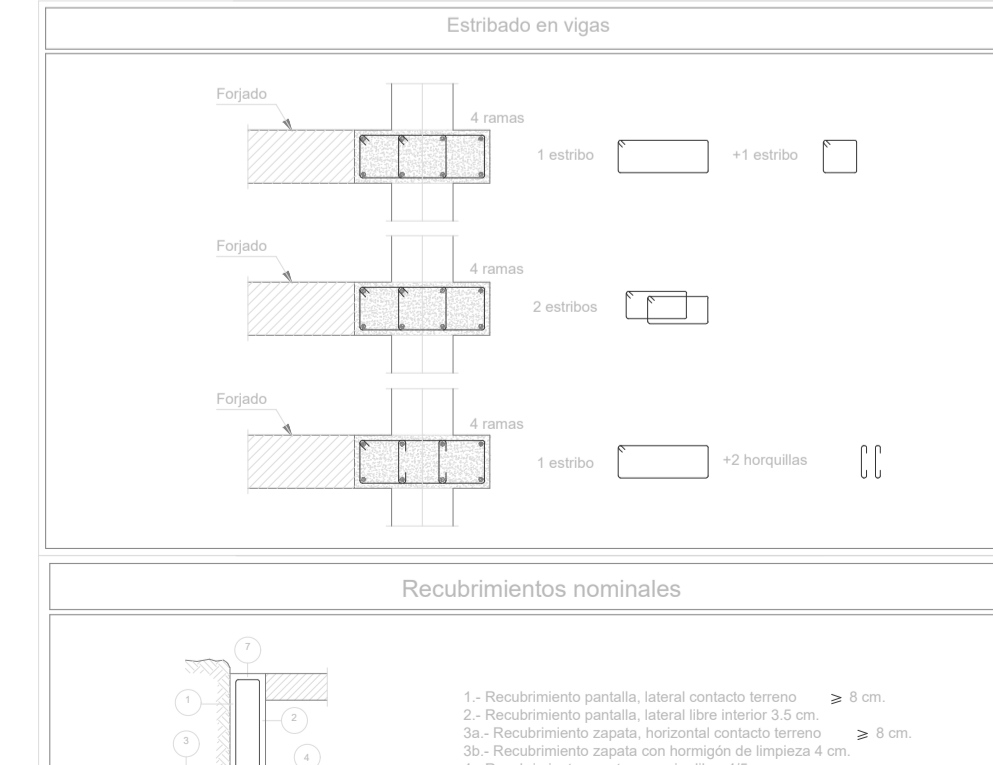 Estribado en vigas
Forjado
4 ramas
1 estribo
+1 estribo
Forjado
4 ramas
2 estribos
Forjado
4 ramas
1 estribo
+2 horquillas
Recubrimientos nominales
7
1
2
3
4
1.- Recubrimiento pantalla, lateral contacto terreno ⩾ 8 cm.
2.- Recubrimiento pantalla, lateral libre interior 3.5 cm.
3a.- Recubrimiento zapata, horizontal contacto terreno ⩾ 8 cm.
3b.- Recubrimiento zapata con hormigón de limpieza 4 cm.